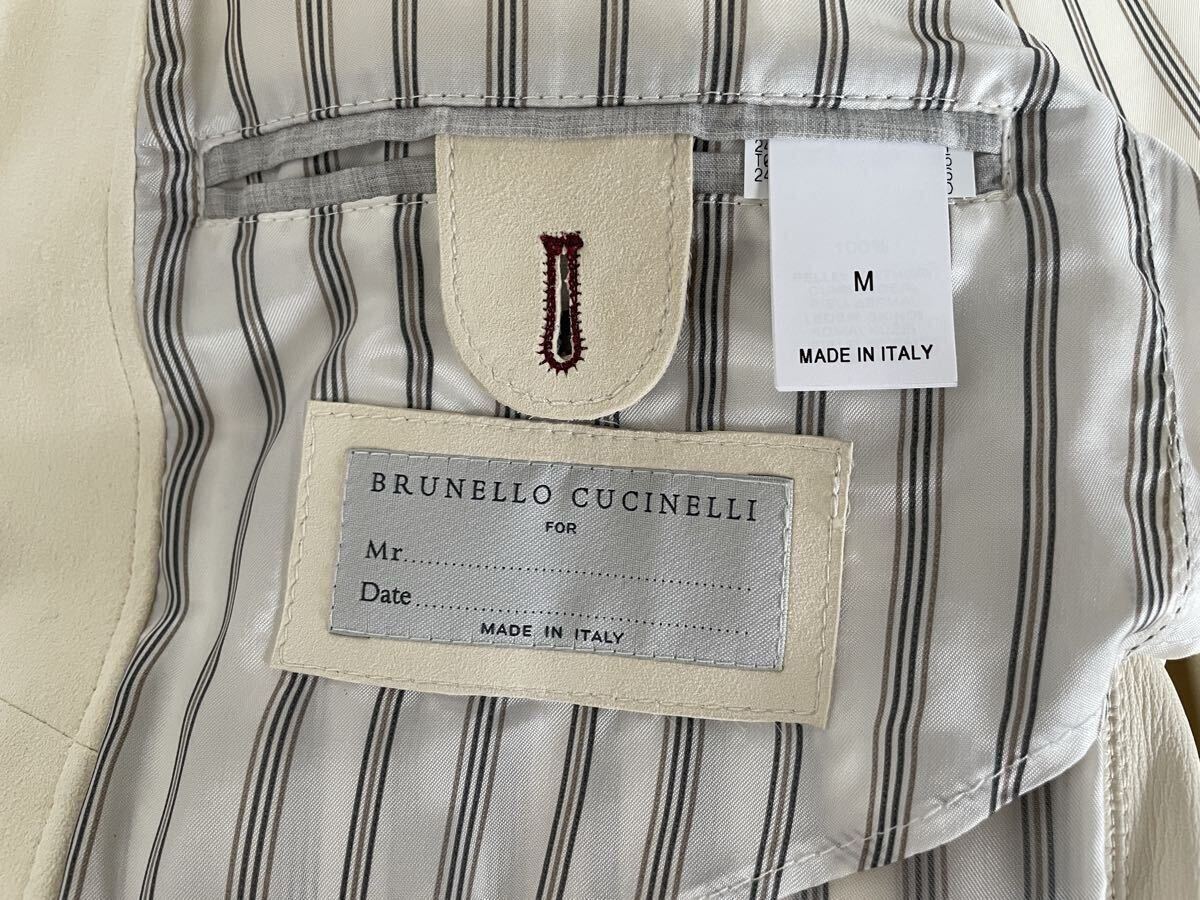 M
MADE IN ITALY
BRUNELLO CUCINELLI
FOR
Mr.
Date
MADE IN ITALY